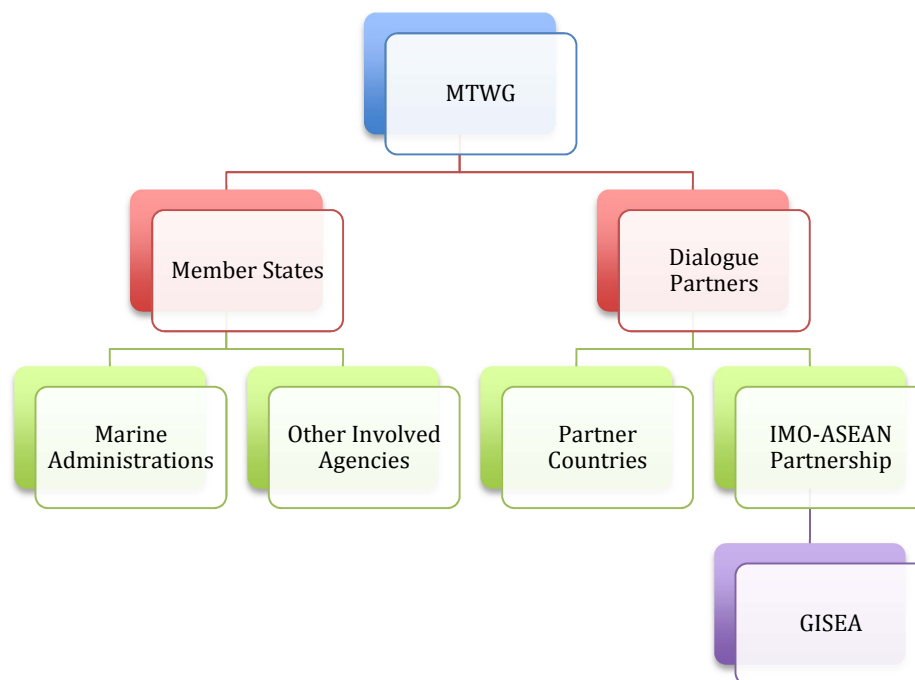 MTWG
Member States
Dialogue
Partners
Marine
Administrations
Other Involved
Agencies
Partner
Countries
IMO-ASEAN
Partnership
GISEA